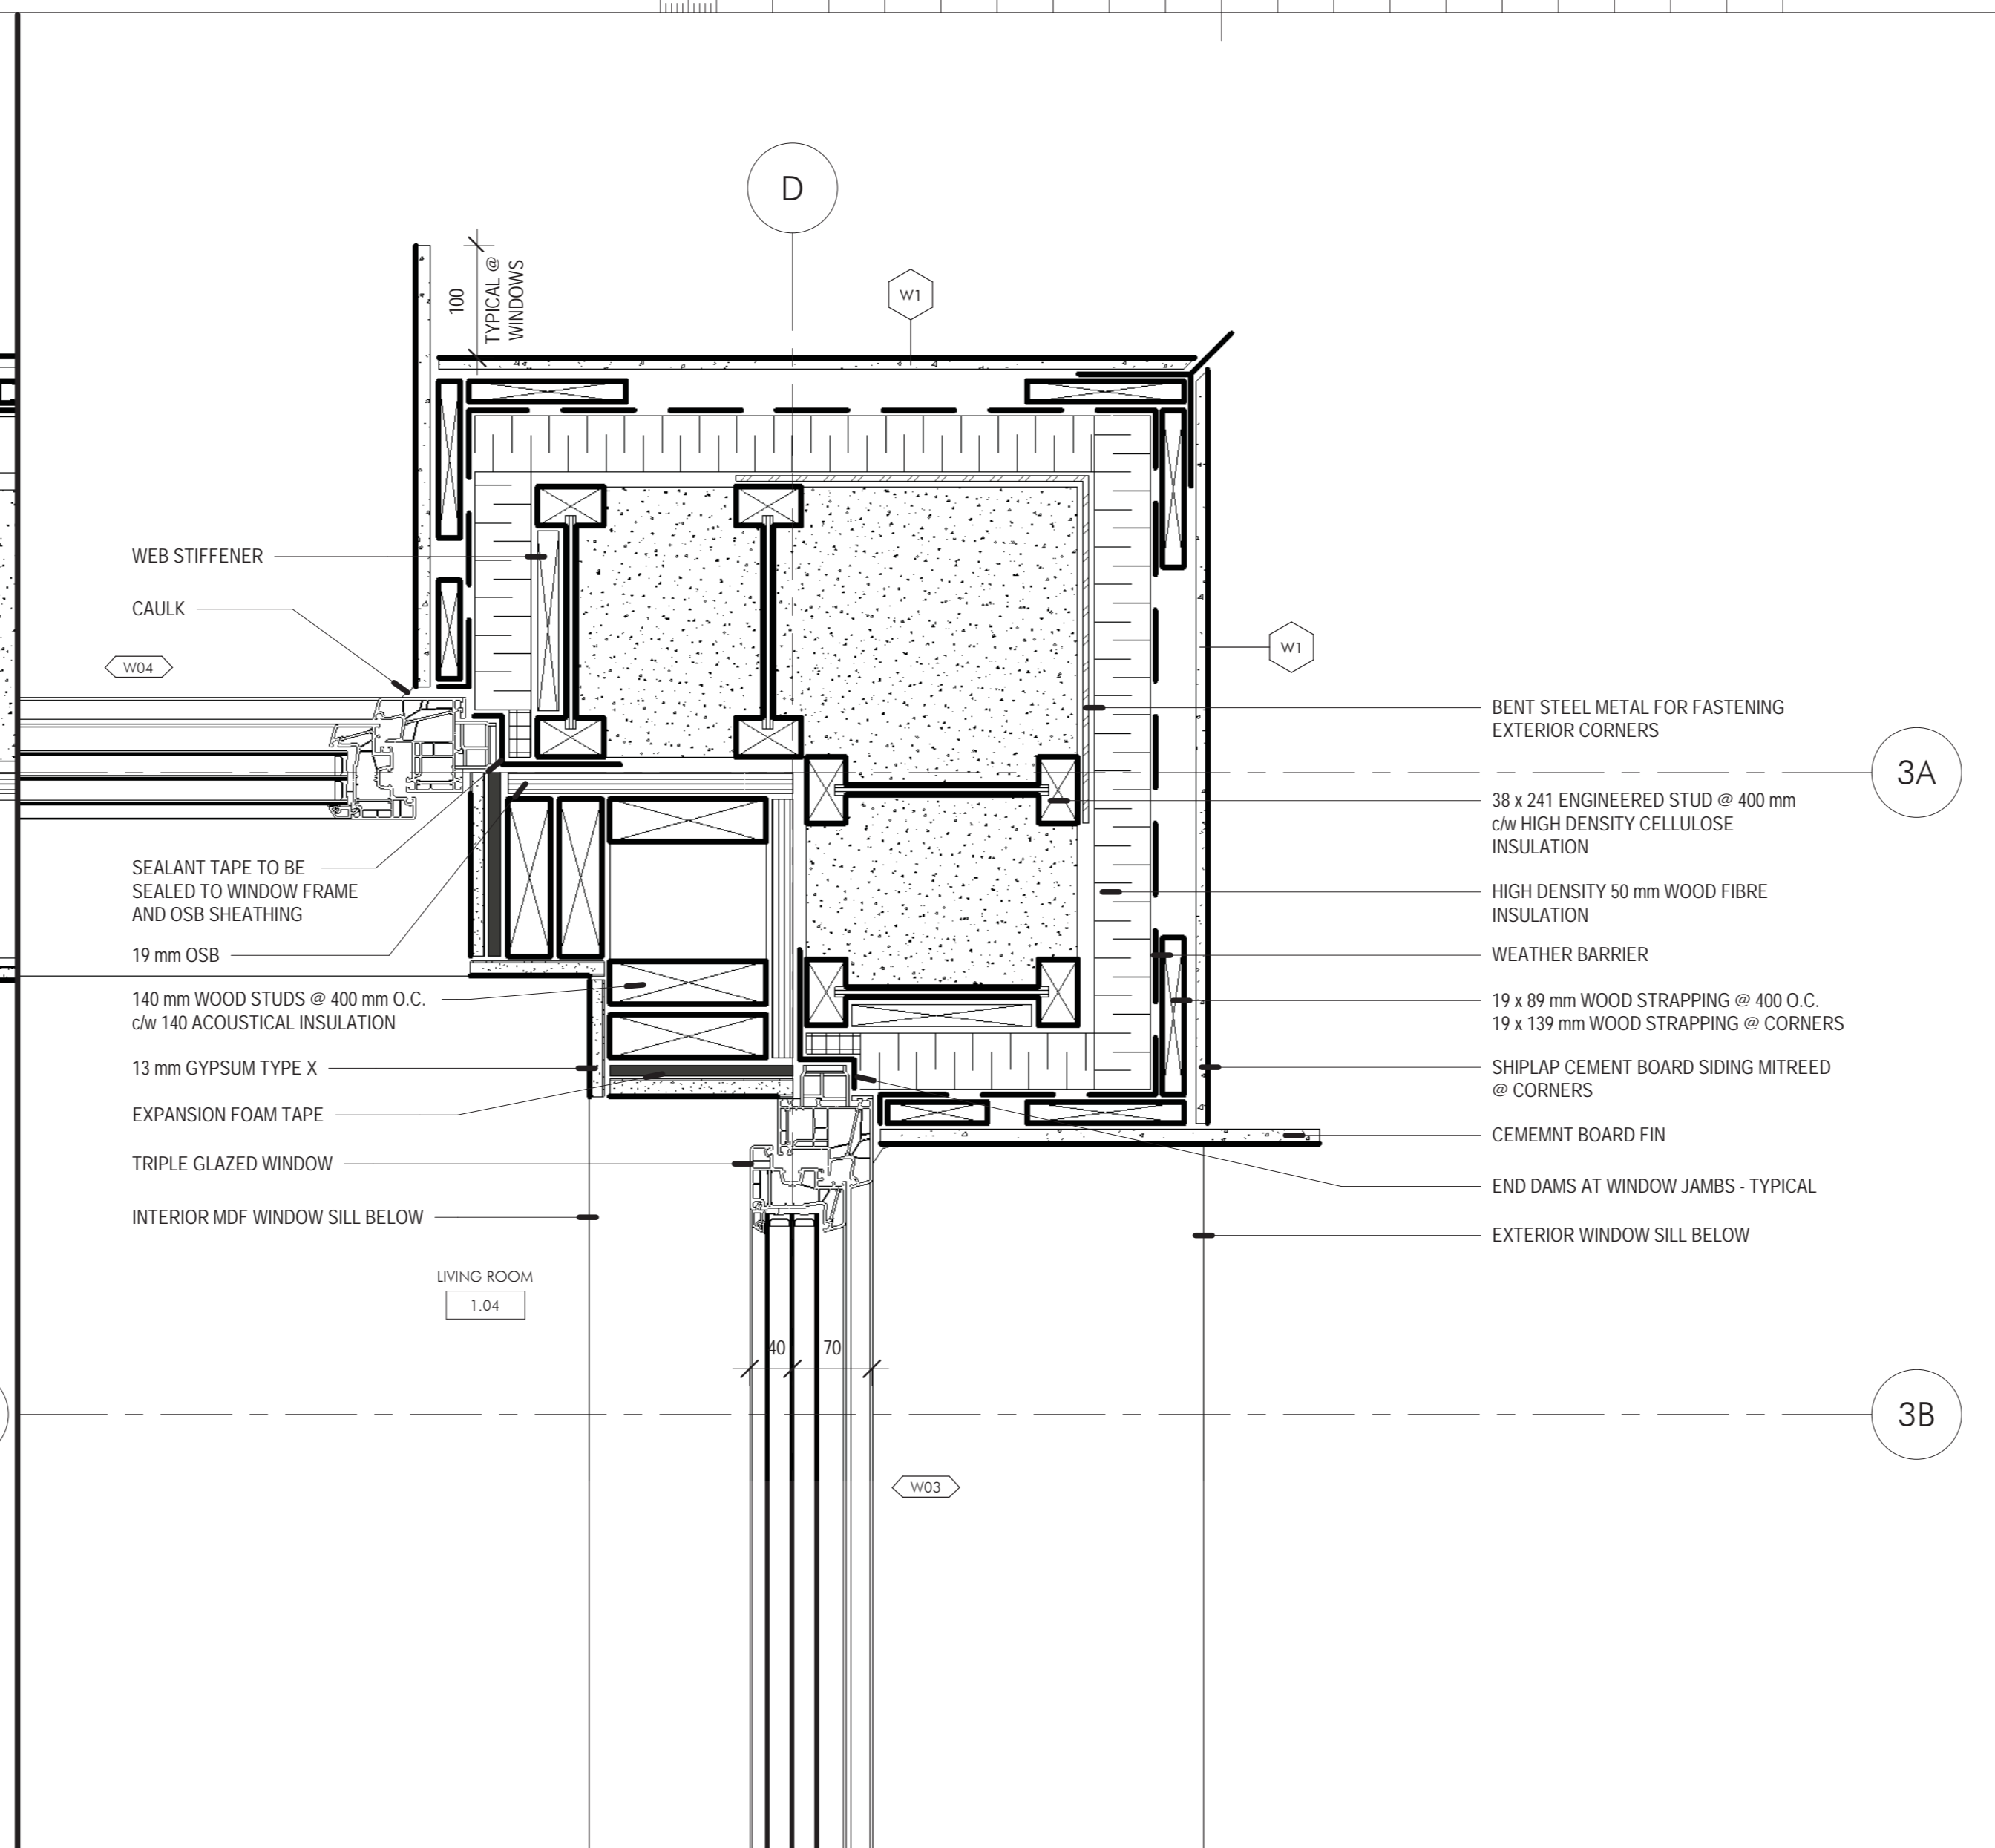 D
W1
100
TYPICAL @
WINDOWS
WEB STIFFENER
CAULK
W04
SEALANT TAPE TO BE
SEALED TO WINDOW FRAME
AND OSB SHEATHING
19 mm OSB
140 mm WOOD STUDS @ 400 mm O.C.
c/w 140 ACOUSTICAL INSULATION
13 mm GYPSUM TYPE X
EXPANSION FOAM TAPE
TRIPLE GLAZED WINDOW
INTERIOR MDF WINDOW SILL BELOW
LIVING ROOM
1.04
40
70
W03
W1
BENT STEEL METAL FOR FASTENING
EXTERIOR CORNERS
3A
38 x 241 ENGINEERED STUD @ 400 mm
c/w HIGH DENSITY CELLULOSE
INSULATION
HIGH DENSITY 50 mm WOOD FIBRE
INSULATION
WEATHER BARRIER
19 x 89 mm WOOD STRAPPING @ 400 O.C.
19 x 139 mm WOOD STRAPPING @ CORNERS
SHIPLAP CEMENT BOARD SIDING MITREED
@ CORNERS
CEMEMNT BOARD FIN
END DAMS AT WINDOW JAMBS - TYPICAL
EXTERIOR WINDOW SILL BELOW
3B